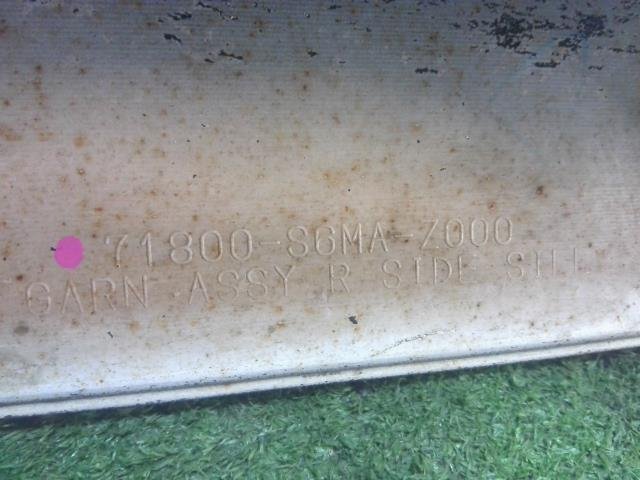 71800-S6MA-Z000
GARN ASSY R SIDE SILL